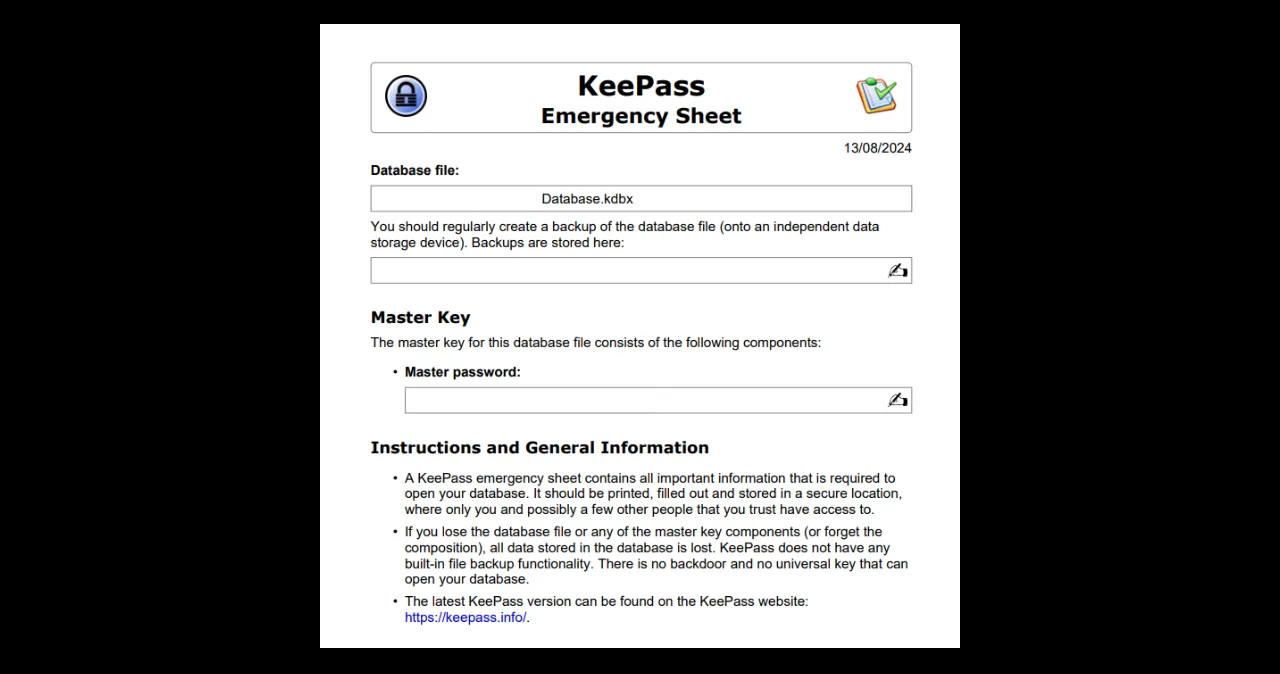 KeePass
Emergency Sheet
13/08/2024
Database file:
Database.kdbx
You should regularly create a backup of the database file (onto an independent data
storage device). Backups are stored here:
Master Key
The master key for this database file consists of the following components:
• Master password:
Instructions and General Information
• A KeePass emergency sheet contains all important information that is required to
open your database. It should be printed, filled out and stored in a secure location,
where only you and possibly a few other people that you trust have access to.
• If you lose the database file or any of the master key components (or forget the
composition), all data stored in the database is lost. KeePass does not have any
built-in file backup functionality. There is no backdoor and no universal key that can
open your database.
• The latest KeePass version can be found on the KeePass website:
https://keepass.info/.